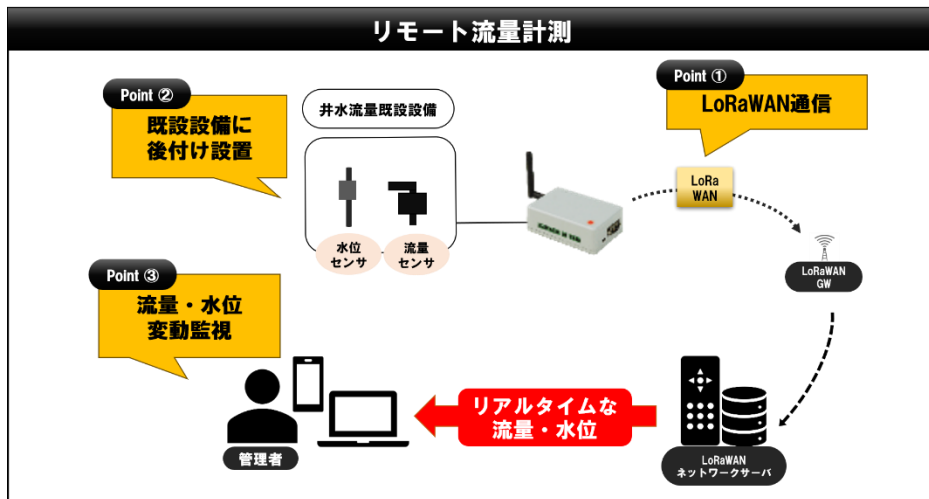 リモート流量計測
Point ①
LoRaWAN通信
Point ②
既設設備に
後付け設置
井水流量既設設備
水位
センサ
流量
センサ
LoRa
WAN
LoRaWAN
GW
Point ③
流量・水位
変動監視
管理者
リアルタイムな
流量・水位
LoRaWAN
ネットワークサーバ